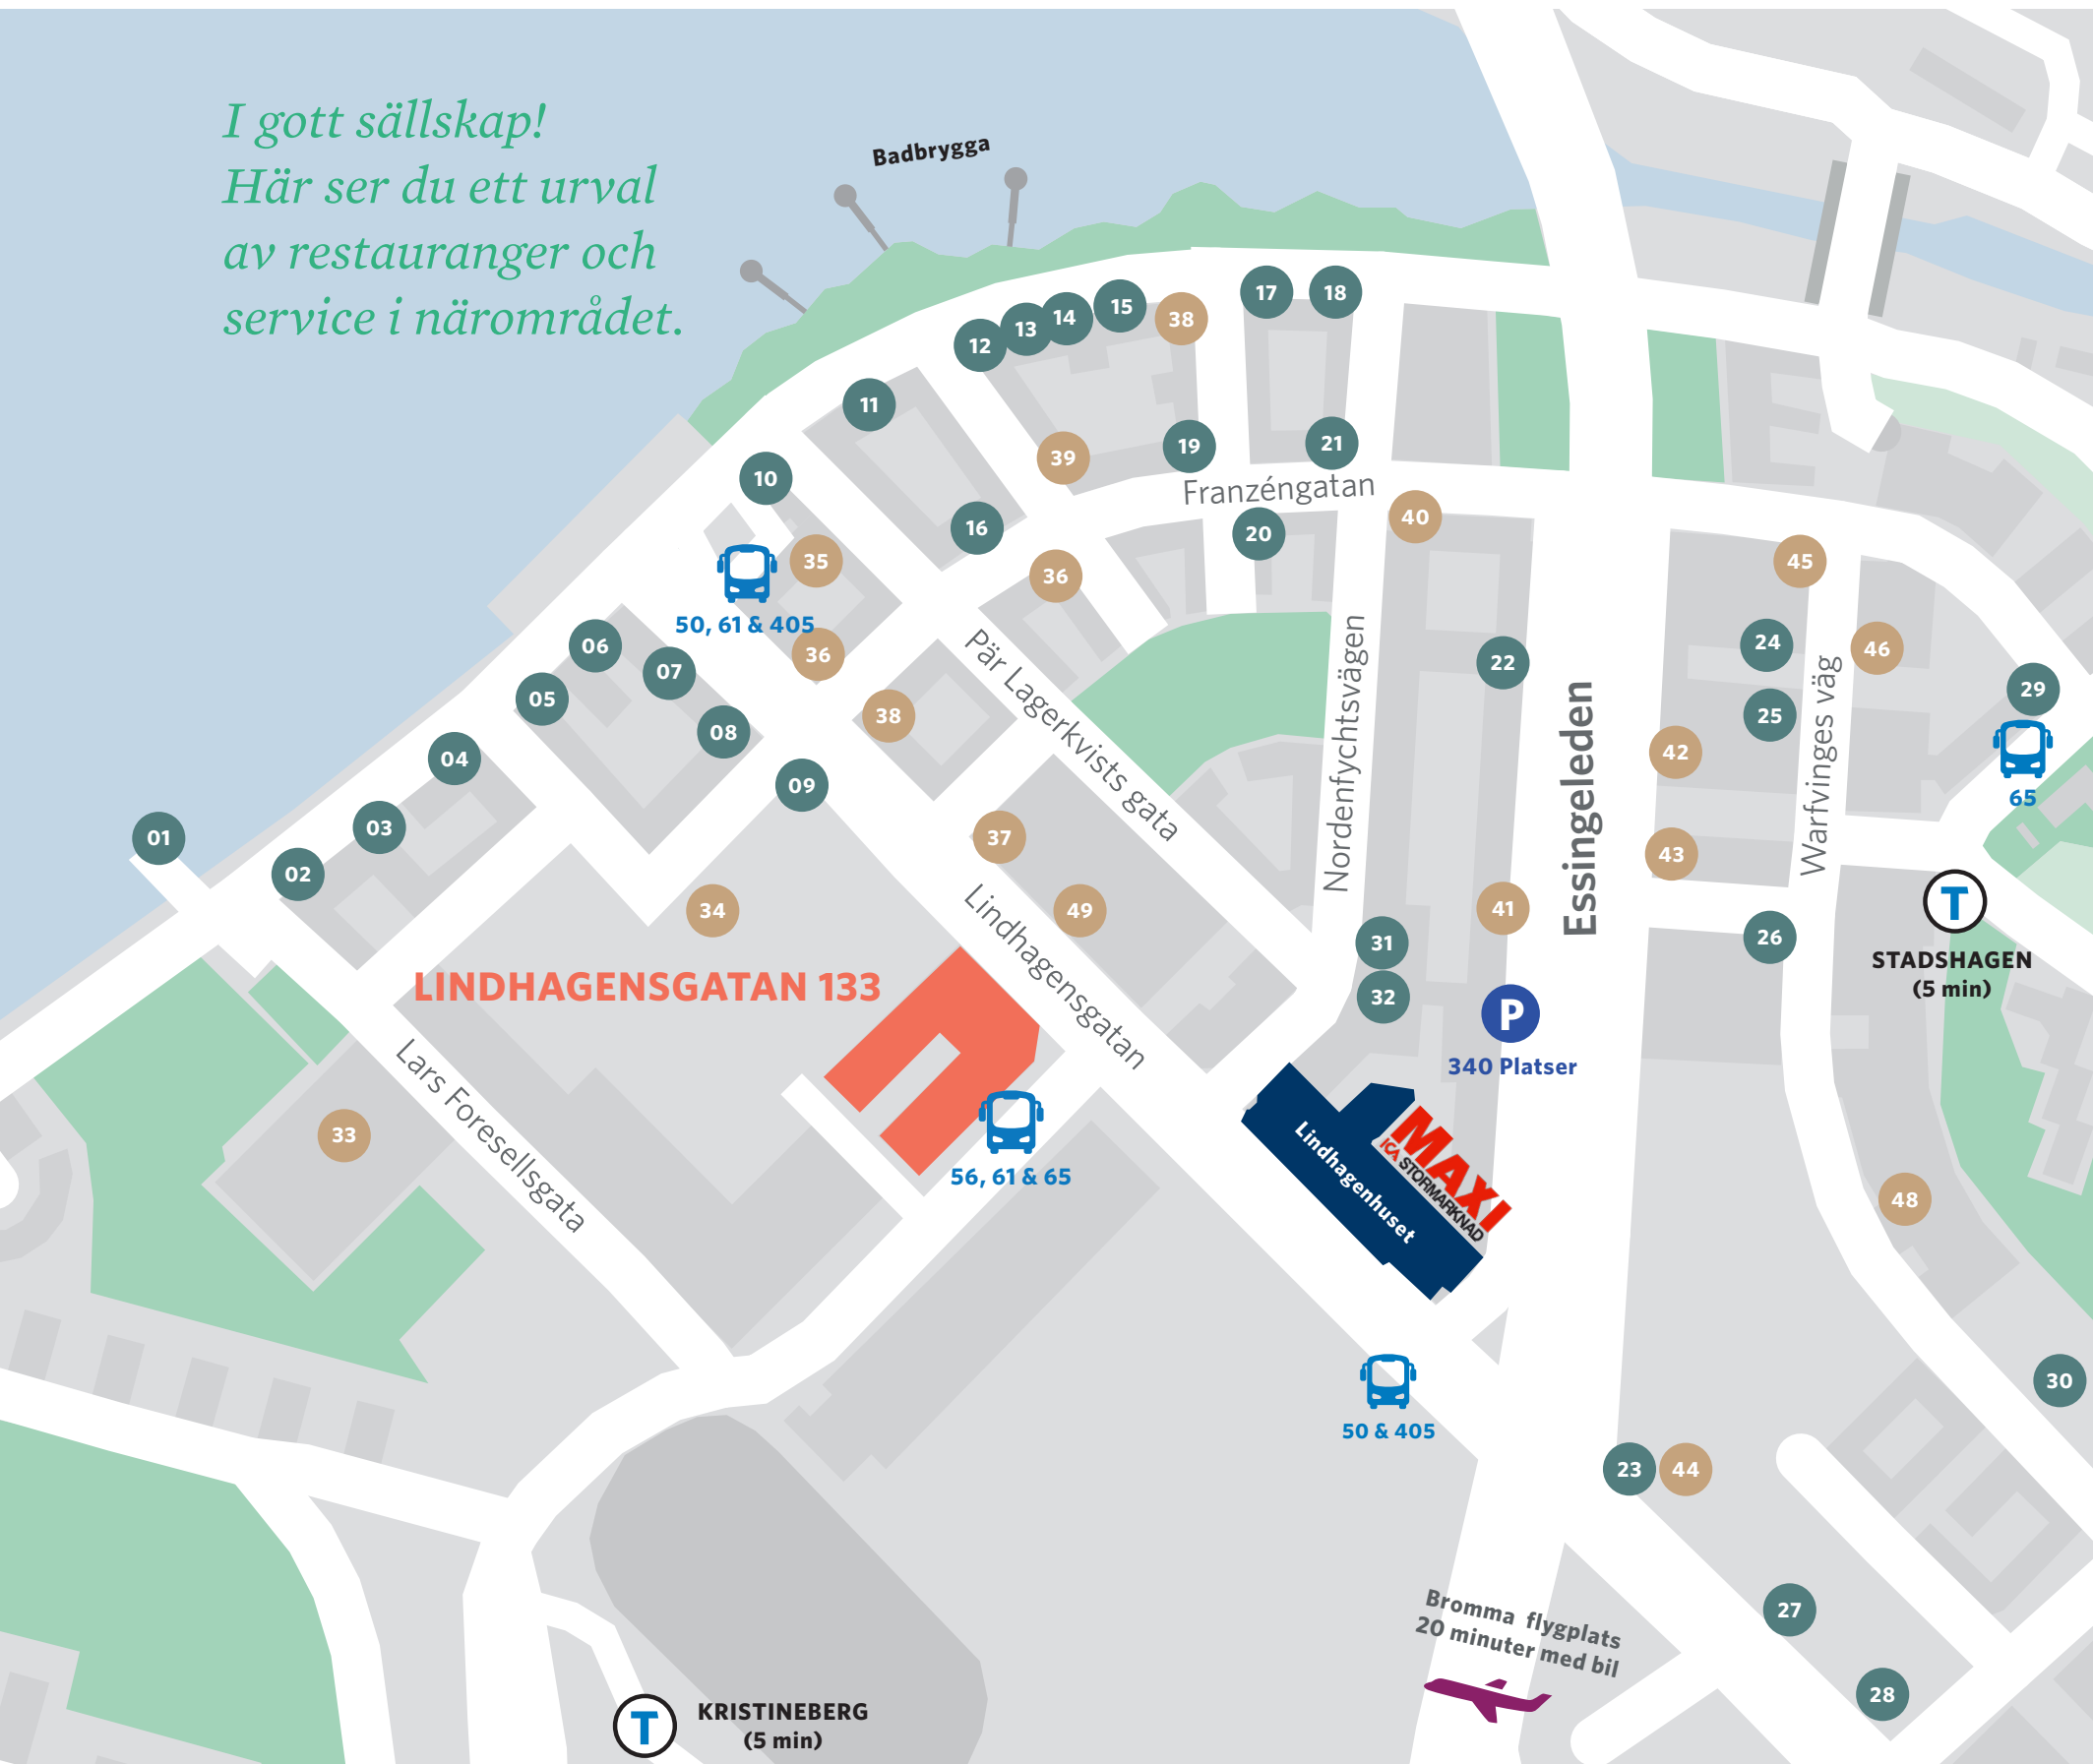 I gott sällskap!
Här ser du ett urval
av restauranger och
service i närområdet.
Badbrygga
17
18
15
38
14
13
12
11
21
19
39
10
Franzéngatan
40
16
20
35
45
36
50, 61 & 405
24
06
36
46
22
07
29
05
25
38
08
Pär Lagerkvists gata
Nordenfychtsvägen
Essingeleden
Warfvinges väg
42
04
09
65
03
01
37
43
02
34
49
41
26
31
Lindhagensgatan
STADSHAGEN
(5 min)
T
LINDHAGENSGATAN 133
32
P
340 Platser
Lars Foresellsgata
33
56, 61 & 65
Lindhagenhuset
MAXI
ICA STORMARKNAD
48
30
50 & 405
23
44
27
Bromma flygplats
20 minuter med bil
28
T
KRISTINEBERG
(5 min)